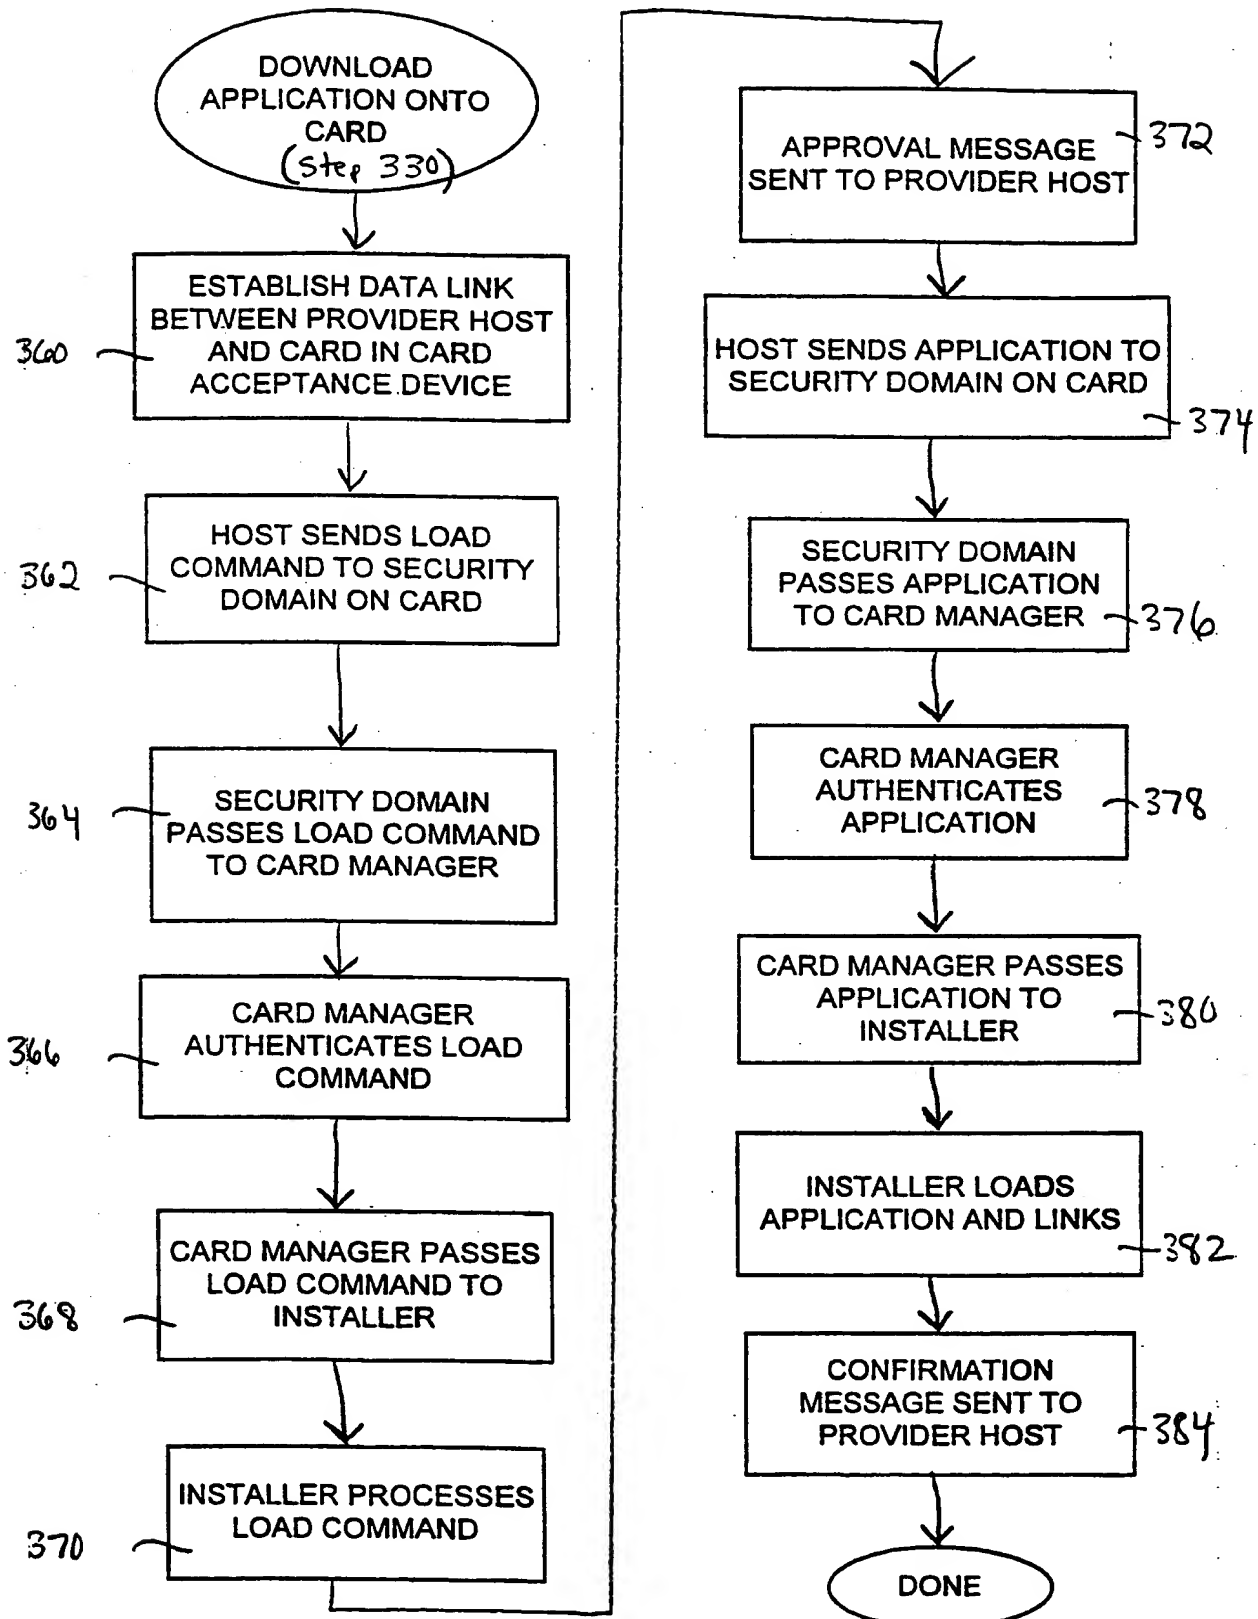 DOWNLOAD
APPLICATION ONTO
CARD
(step 330)
360
ESTABLISH DATA LINK
BETWEEN PROVIDER HOST
AND CARD IN CARD
ACCEPTANCE DEVICE
362
HOST SENDS LOAD
COMMAND TO SECURITY
DOMAIN ON CARD
364
SECURITY DOMAIN
PASSES LOAD COMMAND
TO CARD MANAGER
366
CARD MANAGER
AUTHENTICATES LOAD
COMMAND
368
CARD MANAGER PASSES
LOAD COMMAND TO
INSTALLER
370
INSTALLER PROCESSES
LOAD COMMAND
372
APPROVAL MESSAGE
SENT TO PROVIDER HOST
HOST SENDS APPLICATION TO
SECURITY DOMAIN ON CARD
374
SECURITY DOMAIN
PASSES APPLICATION
TO CARD MANAGER
376
CARD MANAGER
AUTHENTICATES
APPLICATION
378
CARD MANAGER PASSES
APPLICATION TO
INSTALLER
380
INSTALLER LOADS
APPLICATION AND LINKS
382
CONFIRMATION
MESSAGE SENT TO
PROVIDER HOST
384
DONE